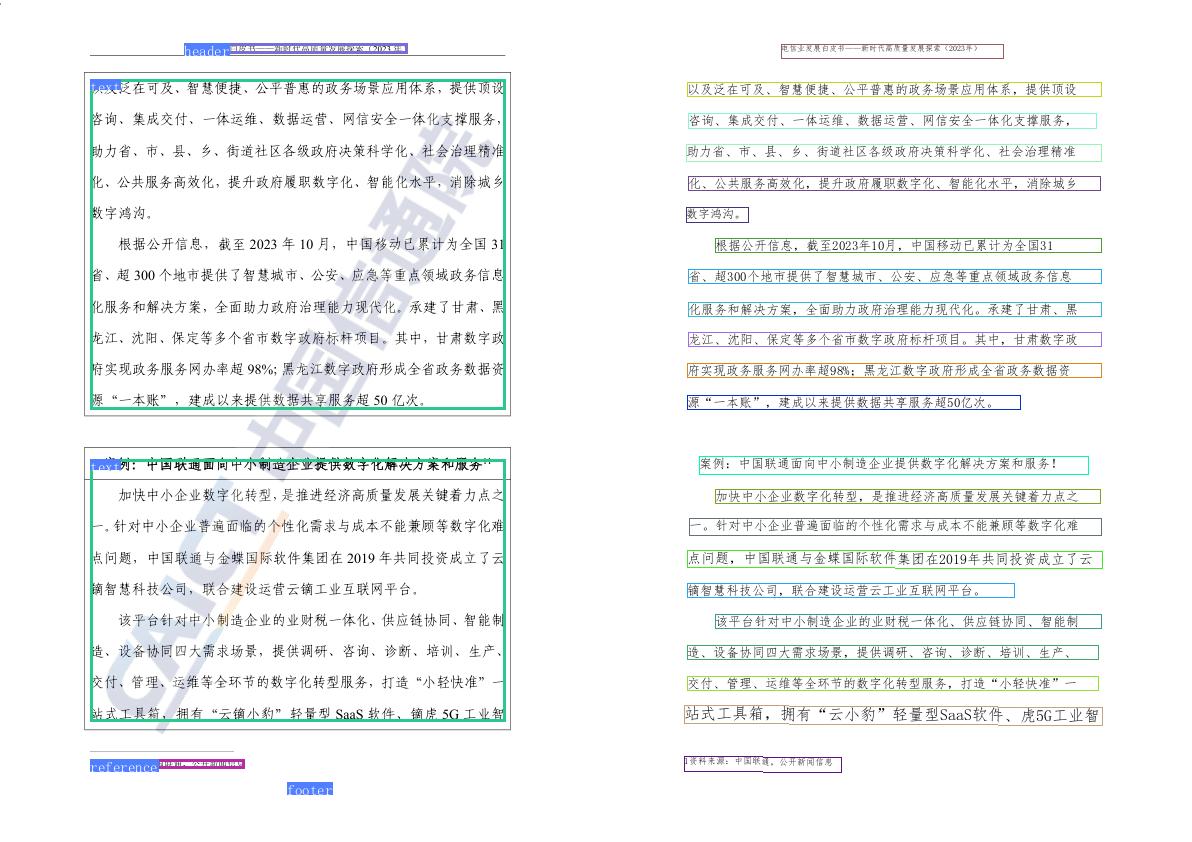 header 白皮书——新时代高质量发展探索（2023 年）
text
以及泛在可及、智慧便捷、公平普惠的政务场景应用体系，提供顶设
咨询、集成交付、一体运维、数据运营、网信安全一体化支撑服务，
助力省、市、县、乡、街道社区各级政府决策科学化、社会治理精准
化、公共服务高效化，提升政府履职数字化、智能化水平，消除城乡
数字鸿沟。
根据公开信息，截至 2023 年 10 月，中国移动已累计为全国 31
省、超 300 个地市提供了智慧城市、公安、应急等重点领域政务信息
化服务和解决方案，全面助力政府治理能力现代化。承建了甘肃、黑
龙江、沈阳、保定等多个省市数字政府标杆项目。其中，甘肃数字政
府实现政务服务网办率超 98%; 黑龙江数字政府形成全省政务数据资
源“一本账”，建成以来提供数据共享服务超 50 亿次。
text
案例：中国联通面向中小制造企业提供数字化解决方案和服务
加快中小企业数字化转型，是推进经济高质量发展关键着力点之
一。针对中小企业普遍面临的个性化需求与成本不能兼顾等数字化难
点问题，中国联通与金蝶国际软件集团在 2019 年共同投资成立了云
镝智慧科技公司，联合建设运营云镝工业互联网平台。
该平台针对中小制造企业的业财税一体化、供应链协同、智能制
造、设备协同四大需求场景，提供调研、咨询、诊断、培训、生产、
交付、管理、运维等全环节的数字化转型服务，打造“小轻快准”一
站式工具箱，拥有“云镝小豹”轻量型 SaaS 软件、镝虎 5G 工业智
reference 公开新闻信息
footer
CAICT 中国信通院
电信业发展白皮书——新时代高质量发展探索（2023年）
以及泛在可及、智慧便捷、公平普惠的政务场景应用体系，提供顶设
咨询、集成交付、一体运维、数据运营、网信安全一体化支撑服务，
助力省、市、县、乡、街道社区各级政府决策科学化、社会治理精准
化、公共服务高效化，提升政府履职数字化、智能化水平，消除城乡
数字鸿沟。
根据公开信息，截至2023年10月，中国移动已累计为全国31
省、超300个地市提供了智慧城市、公安、应急等重点领域政务信息
化服务和解决方案，全面助力政府治理能力现代化。承建了甘肃、黑
龙江、沈阳、保定等多个省市数字政府标杆项目。其中，甘肃数字政
府实现政务服务网办率超98%；黑龙江数字政府形成全省政务数据资
源“一本账”，建成以来提供数据共享服务超50亿次。
案例：中国联通面向中小制造企业提供数字化解决方案和服务！
加快中小企业数字化转型，是推进经济高质量发展关键着力点之
一。针对中小企业普遍面临的个性化需求与成本不能兼顾等数字化难
点问题，中国联通与金蝶国际软件集团在2019年共同投资成立了云
镝智慧科技公司，联合建设运营云工业互联网平台。
该平台针对中小制造企业的业财税一体化、供应链协同、智能制
造、设备协同四大需求场景，提供调研、咨询、诊断、培训、生产、
交付、管理、运维等全环节的数字化转型服务，打造“小轻快准”一
站式工具箱，拥有“云小豹”轻量型SaaS软件、虎5G工业智
1资料来源：中国联通，公开新闻信息